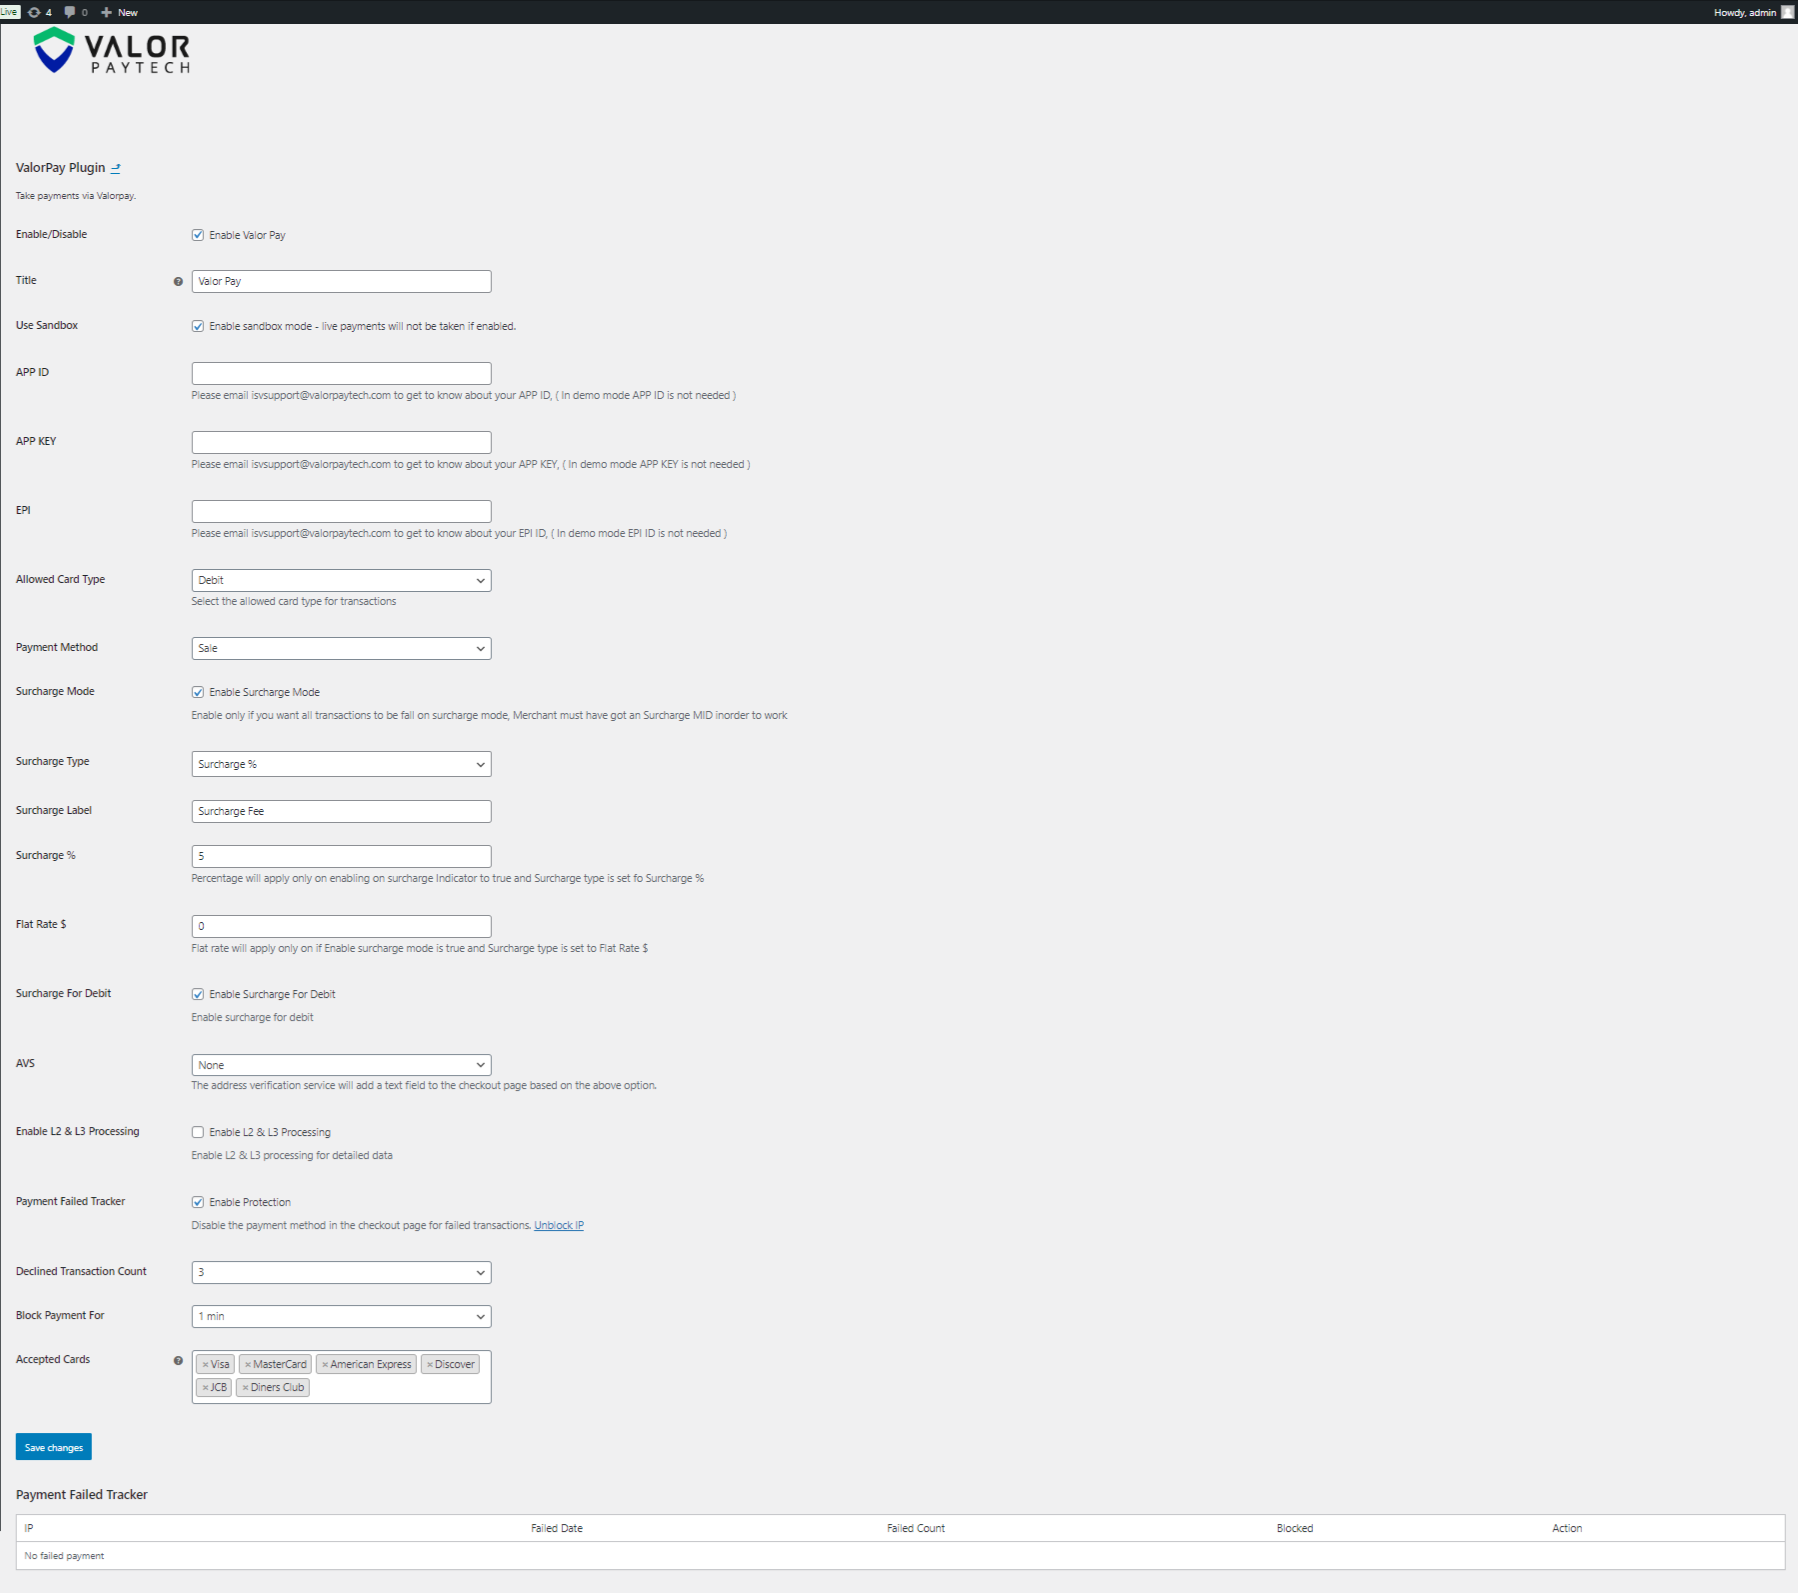 Live 4 0 New Howdy, admin
VALOR
PAYTECH
ValorPay Plugin
Take payments via Valorpay.
Enable/Disable Enable Valor Pay
Title Valor Pay
Use Sandbox Enable sandbox mode - live payments will not be taken if enabled.
APP ID
Please email isvsupport@valorpaytech.com to get to know about your APP ID, ( In demo mode APP ID is not needed )
APP KEY
Please email isvsupport@valorpaytech.com to get to know about your APP KEY, ( In demo mode APP KEY is not needed )
EPI
Please email isvsupport@valorpaytech.com to get to know about your EPI ID, ( In demo mode EPI ID is not needed )
Allowed Card Type Debit
Select the allowed card type for transactions
Payment Method Sale
Surcharge Mode Enable Surcharge Mode
Enable only if you want all transactions to be fall on surcharge mode, Merchant must have got an Surcharge MID inorder to work
Surcharge Type Surcharge %
Surcharge Label Surcharge Fee
Surcharge % 5
Percentage will apply only on enabling on surcharge Indicator to true and Surcharge type is set fo Surcharge %
Flat Rate $ 0
Flat rate will apply only on if Enable surcharge mode is true and Surcharge type is set to Flat Rate $
Surcharge For Debit Enable Surcharge For Debit
Enable surcharge for debit
AVS None
The address verification service will add a text field to the checkout page based on the above option.
Enable L2 & L3 Processing Enable L2 & L3 Processing
Enable L2 & L3 processing for detailed data
Payment Failed Tracker Enable Protection
Disable the payment method in the checkout page for failed transactions. Unblock IP
Declined Transaction Count 3
Block Payment For 1 min
Accepted Cards ×Visa ×MasterCard ×American Express ×Discover
×JCB ×Diners Club
Save changes
Payment Failed Tracker
IP Failed Date Failed Count Blocked Action
No failed payment